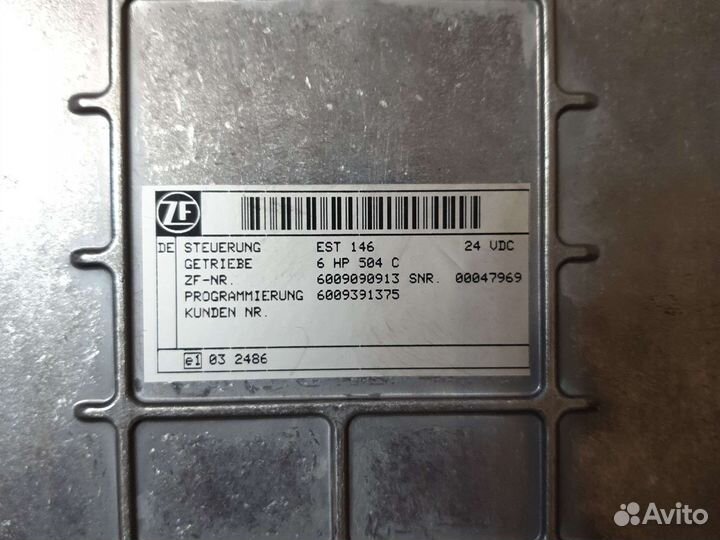 ZF
DE STEUERUNG EST 146 24 VDC
GETRIEBE 6 HP 504 C
ZF-NR. 6009090913 SNR. 00047969
PROGRAMMIERUNG 6009391375
KUNDEN NR.
e1 03 2486
Avito